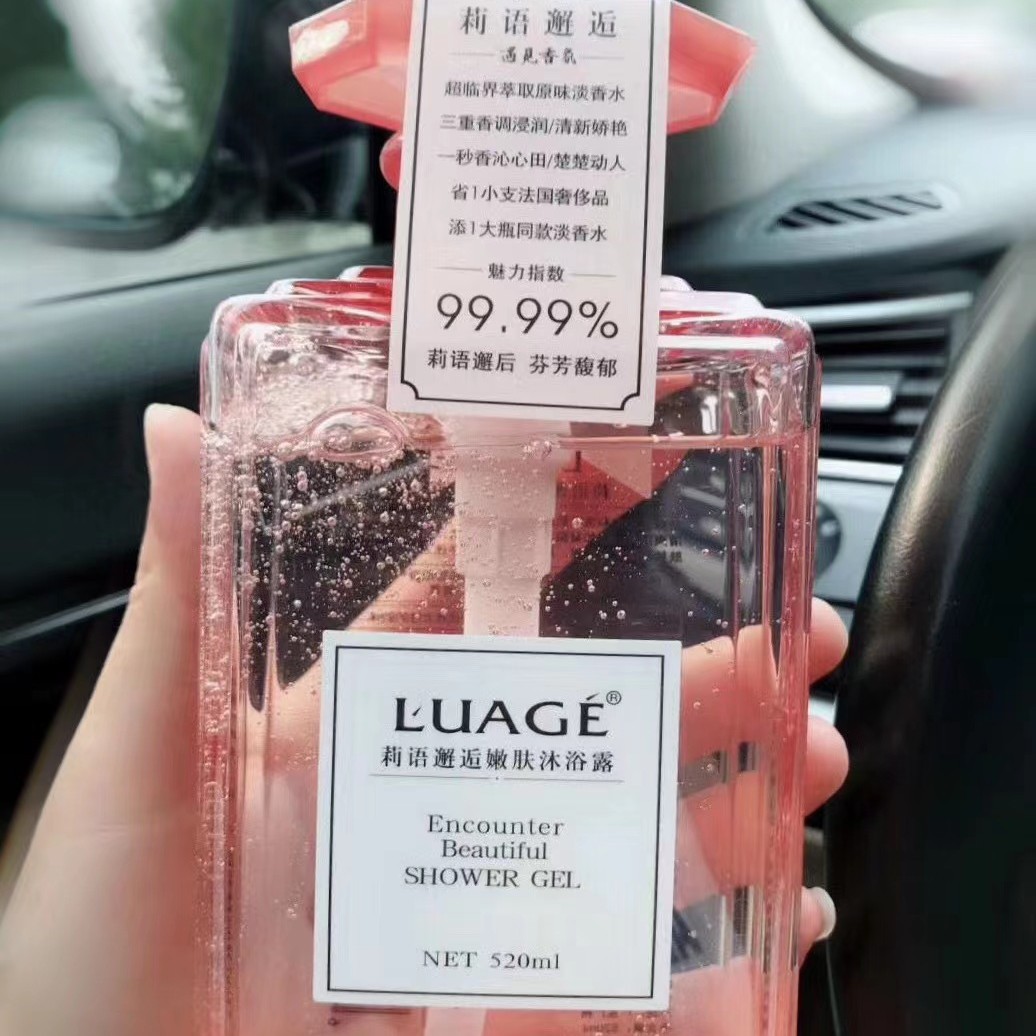 莉语邂逅
遇见香氛
超临界萃取原味淡香水
三重香调浸润/清新娇艳
一秒香沁心田/楚楚动人
省1小支法国奢侈品
添1大瓶同款淡香水
魅力指数
99.99%
莉语邂后 芬芳馥郁
LUAGÉ®
莉语邂逅嫩肤沐浴露
Encounter
Beautiful
SHOWER GEL
NET 520ml